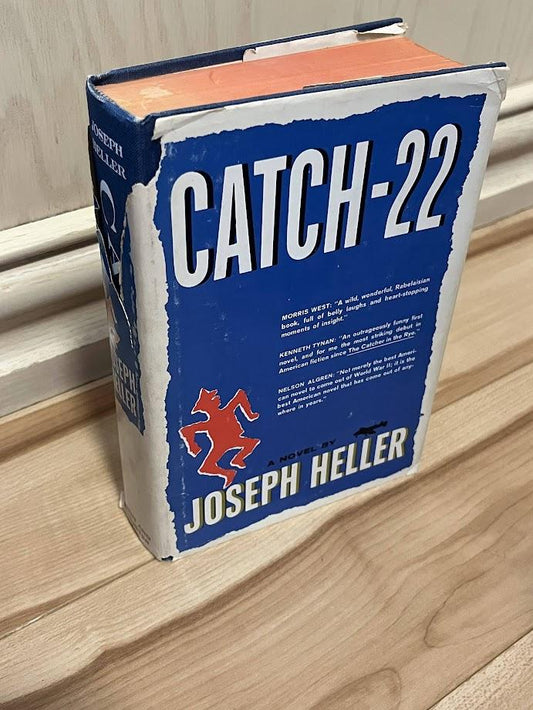 JOSEPH
HELLER
JOSEPH
HELLER
CATCH-22
MORRIS WEST: "A wild, wonderful, Rabelaisian
book, full of belly laughs and heart-stopping
moments of insight."
KENNETH TYNAN: "An outrageously funny first
novel, and for me the most striking debut in
American fiction since The Catcher in the Rye."
NELSON ALGREN: "Not merely the best Ameri-
can novel to come out of World War II; it is the
best American novel that has come out of any-
where in years."
A NOVEL BY
JOSEPH HELLER